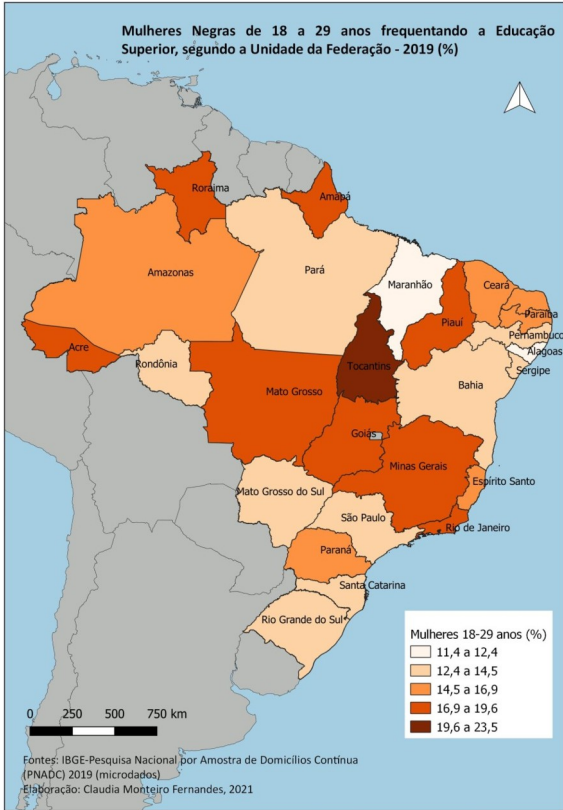 Mulheres Negras de 18 a 29 anos frequentando a Educação
Superior, segundo a Unidade da Federação - 2019 (%)
Roraima
Amapá
Amazonas
Pará
Maranhão
Ceará
Paraíba
Piauí
Pernambuco
Alagoas
Sergipe
Acre
Rondônia
Tocantins
Mato Grosso
Bahia
Goiás
Minas Gerais
Espírito Santo
Mato Grosso do Sul
São Paulo
Rio de Janeiro
Paraná
Santa Catarina
Rio Grande do Sul
Mulheres 18-29 anos (%)
11,4 a 12,4
12,4 a 14,5
14,5 a 16,9
16,9 a 19,6
19,6 a 23,5
0 250 500 750 km
Fontes: IBGE-Pesquisa Nacional por Amostra de Domicílios Contínua
(PNADC) 2019 (microdados)
Elaboração: Claudia Monteiro Fernandes, 2021